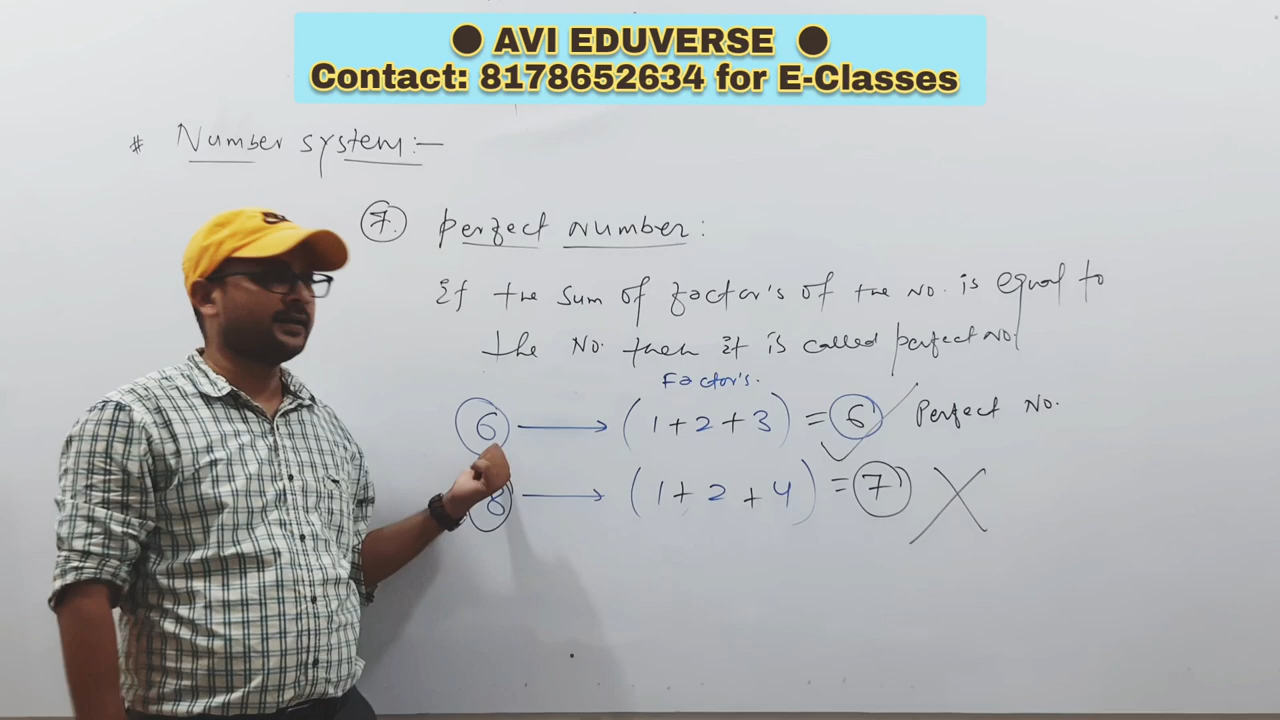 ● AVI EDUVERSE ●
Contact: 8178652634 for E-Classes
# Number system:-
7. Perfect Number:
If the sum of factor's of the no. is equal to
the No. then it is called perfect no.
Factor's.
6 → (1+2+3) = 6 ✓ Perfect No.
8 → (1+2+4) = 7 ✗